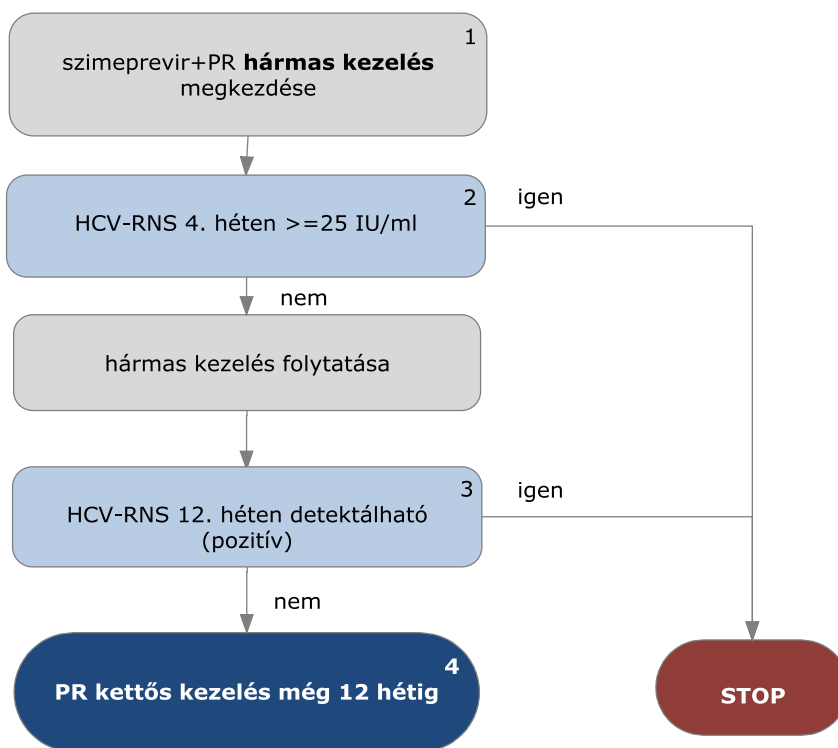 1
szimeprevir+PR hármas kezelés
megkezdése
2
HCV-RNS 4. héten >=25 IU/ml
igen
nem
hármas kezelés folytatása
3
HCV-RNS 12. héten detektálható
(pozitív)
igen
nem
4
PR kettős kezelés még 12 hétig
STOP